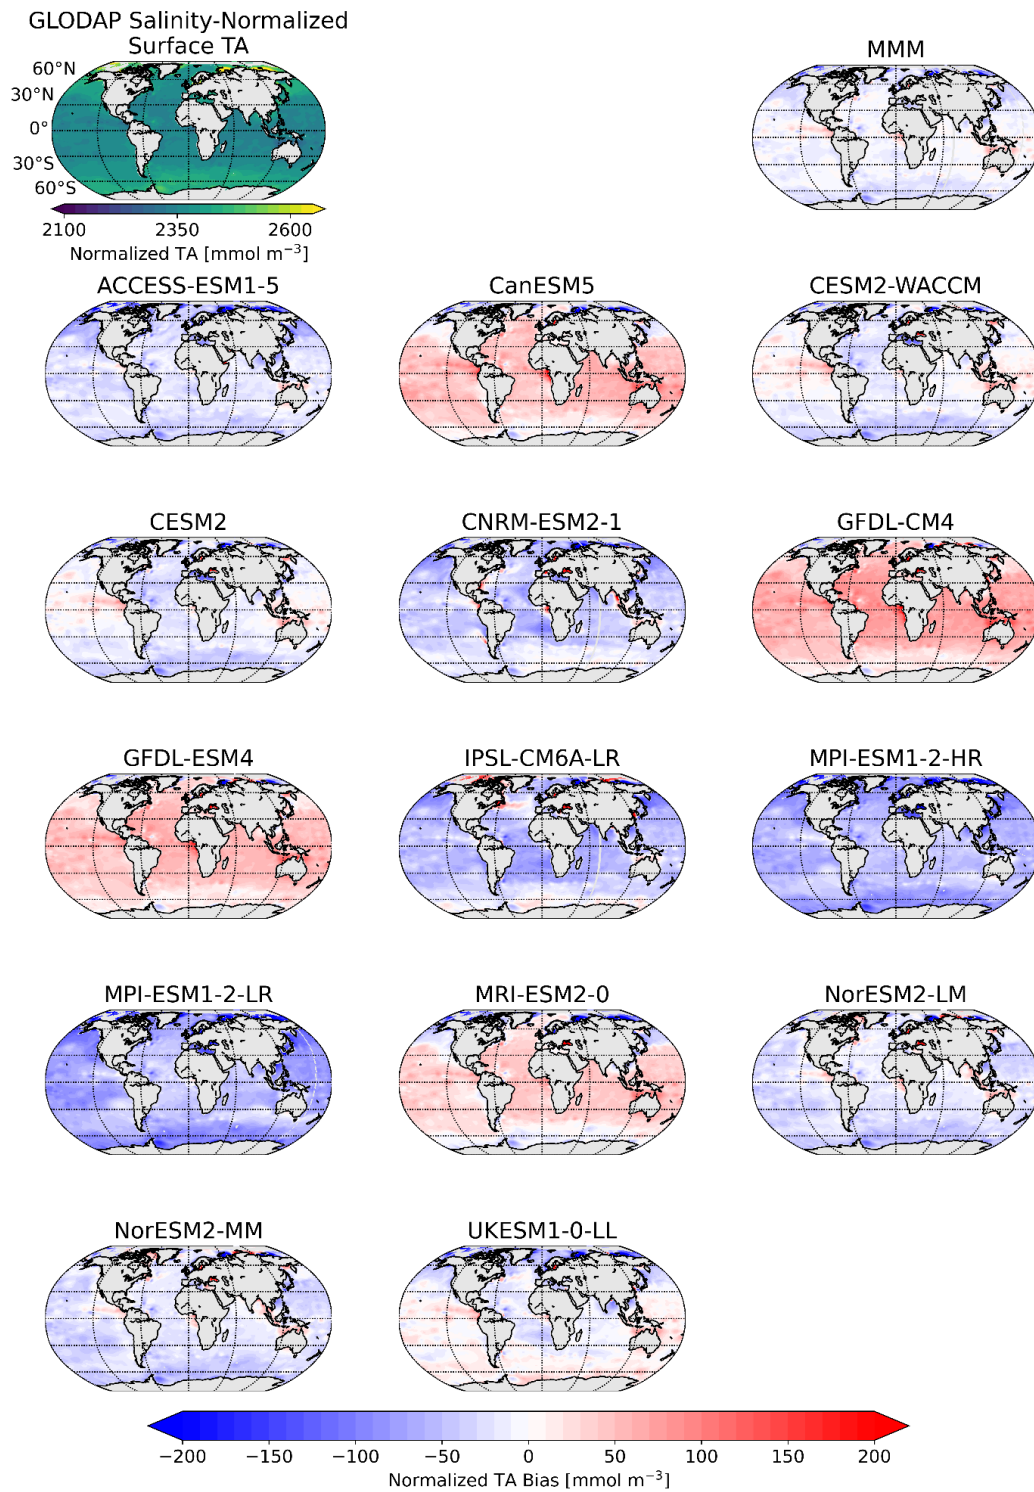 GLODAP Salinity-Normalized
Surface TA
MMM
60°N
30°N
0°
30°S
60°S
2100 2350 2600
Normalized TA [mmol m⁻³]
ACCESS-ESM1-5
CanESM5
CESM2-WACCM
CESM2
CNRM-ESM2-1
GFDL-CM4
GFDL-ESM4
IPSL-CM6A-LR
MPI-ESM1-2-HR
MPI-ESM1-2-LR
MRI-ESM2-0
NorESM2-LM
NorESM2-MM
UKESM1-0-LL
−200 −150 −100 −50 0 50 100 150 200
Normalized TA Bias [mmol m⁻³]